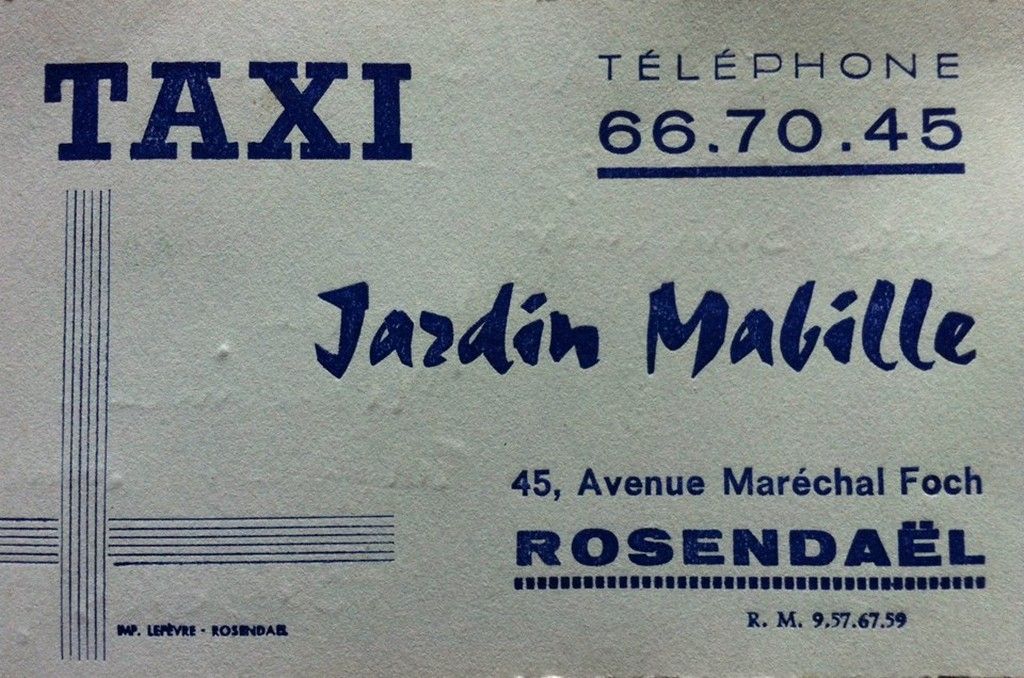 TAXI
TÉLÉPHONE
66.70.45
Jardin Mabille
45, Avenue Maréchal Foch
ROSENDAËL
R. M. 9.57.67.59
IMP. LEFÈVRE - ROSENDAEL